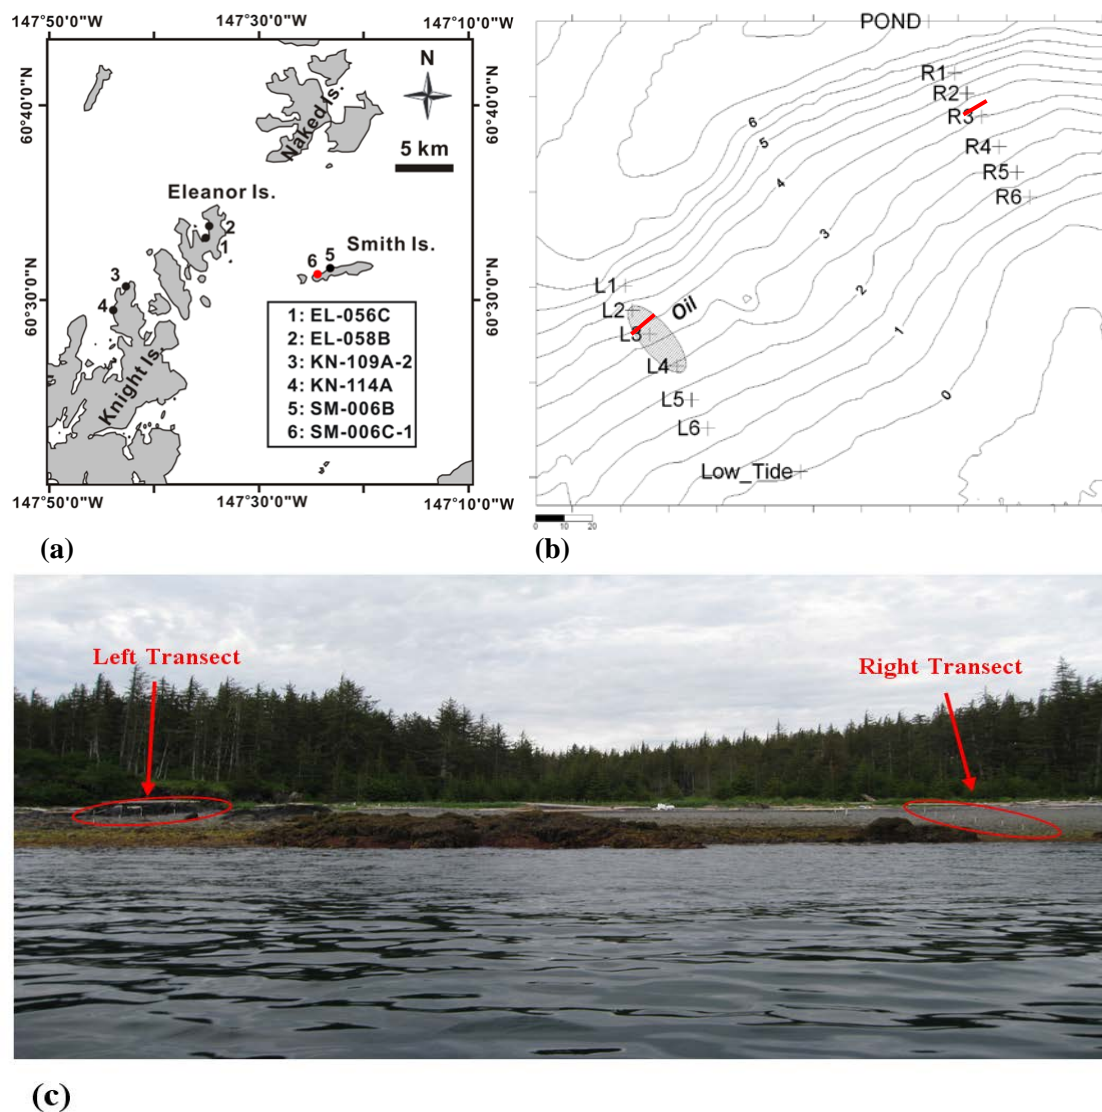 147°50'0"W 147°30'0"W 147°10'0"W
60°40'0"N
60°30'0"N
N
5 km
Naked Is.
Eleanor Is.
2
1
Smith Is.
6 5
3
4
Knight Is.
1: EL-056C
2: EL-058B
3: KN-109A-2
4: KN-114A
5: SM-006B
6: SM-006C-1
60°40'0"N
60°30'0"N
147°50'0"W 147°30'0"W 147°10'0"W
(a)
POND
R1
R2
R3
R4
R5
R6
6
5
4
3
2
1
0
L1
L2
L3
L4
L5
L6
Oil
Low_Tide
0 10 20
(b)
Left Transect
Right Transect
(c)